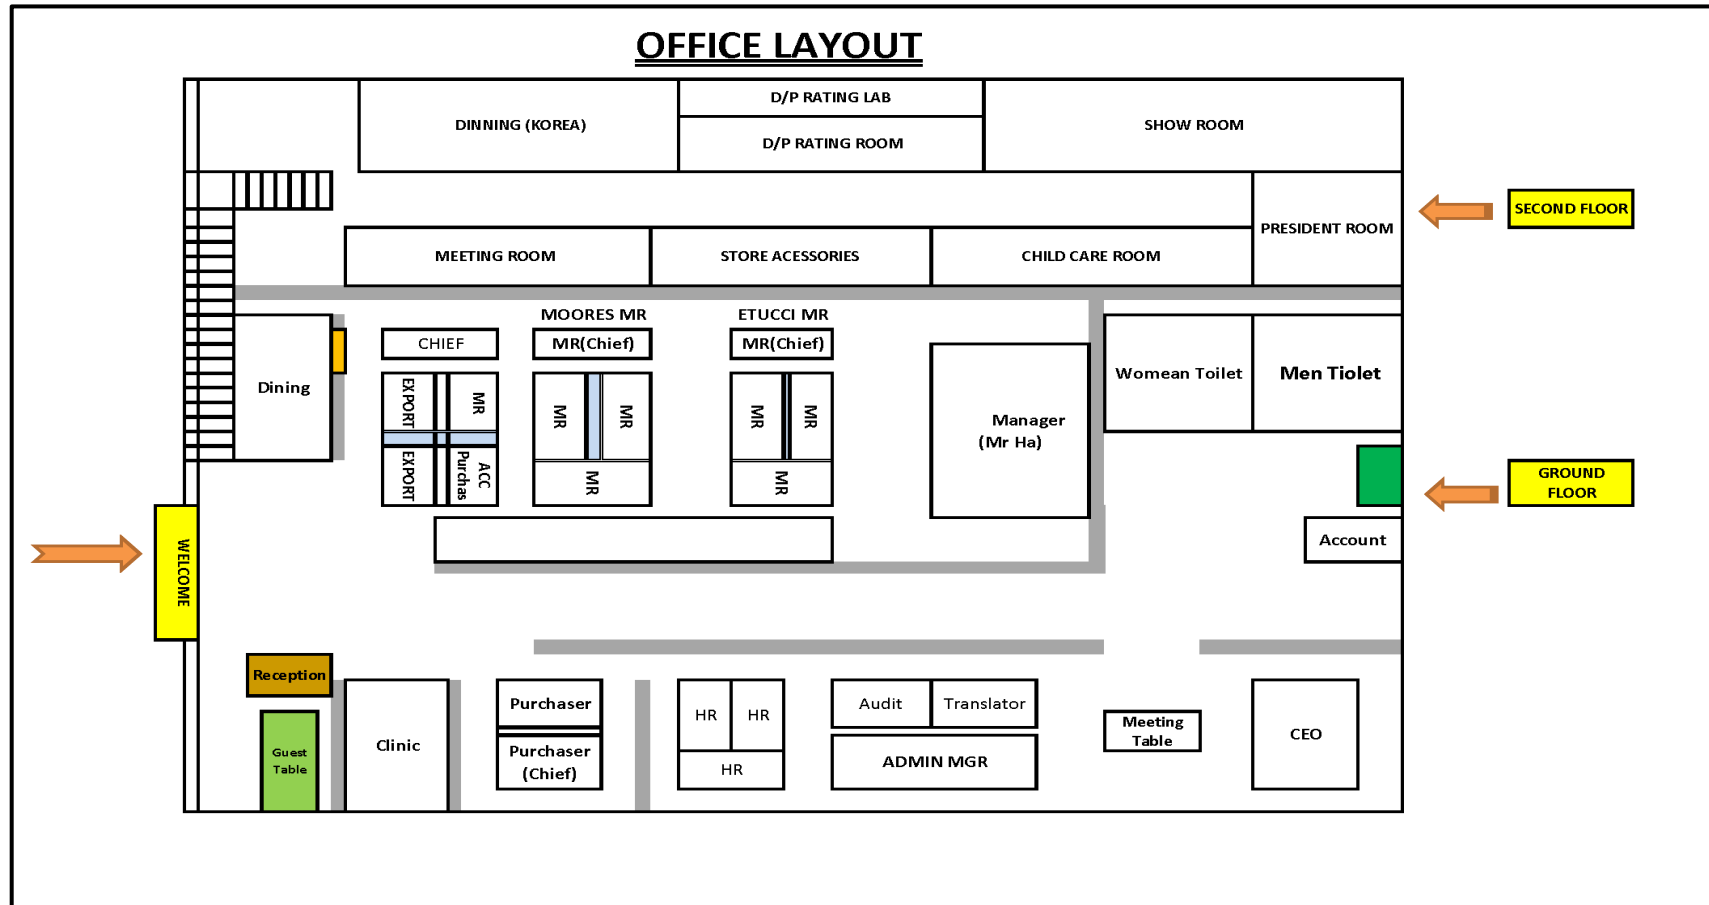 OFFICE LAYOUT
D/P RATING LAB
DINNING (KOREA)
SHOW ROOM
D/P RATING ROOM
SECOND FLOOR
PRESIDENT ROOM
MEETING ROOM
STORE ACESSORIES
CHILD CARE ROOM
MOORES MR
ETUCCI MR
CHIEF
MR(Chief)
MR(Chief)
Dining
EXPORT
MR
MR
MR
MR
MR
Womean Toilet
Men Tiolet
Manager
(Mr Ha)
EXPORT
ACC
Purchas
MR
MR
GROUND
FLOOR
Account
WELCOME
Reception
Guest
Table
Clinic
Purchaser
Purchaser
(Chief)
HR
HR
HR
Audit
Translator
ADMIN MGR
Meeting
Table
CEO